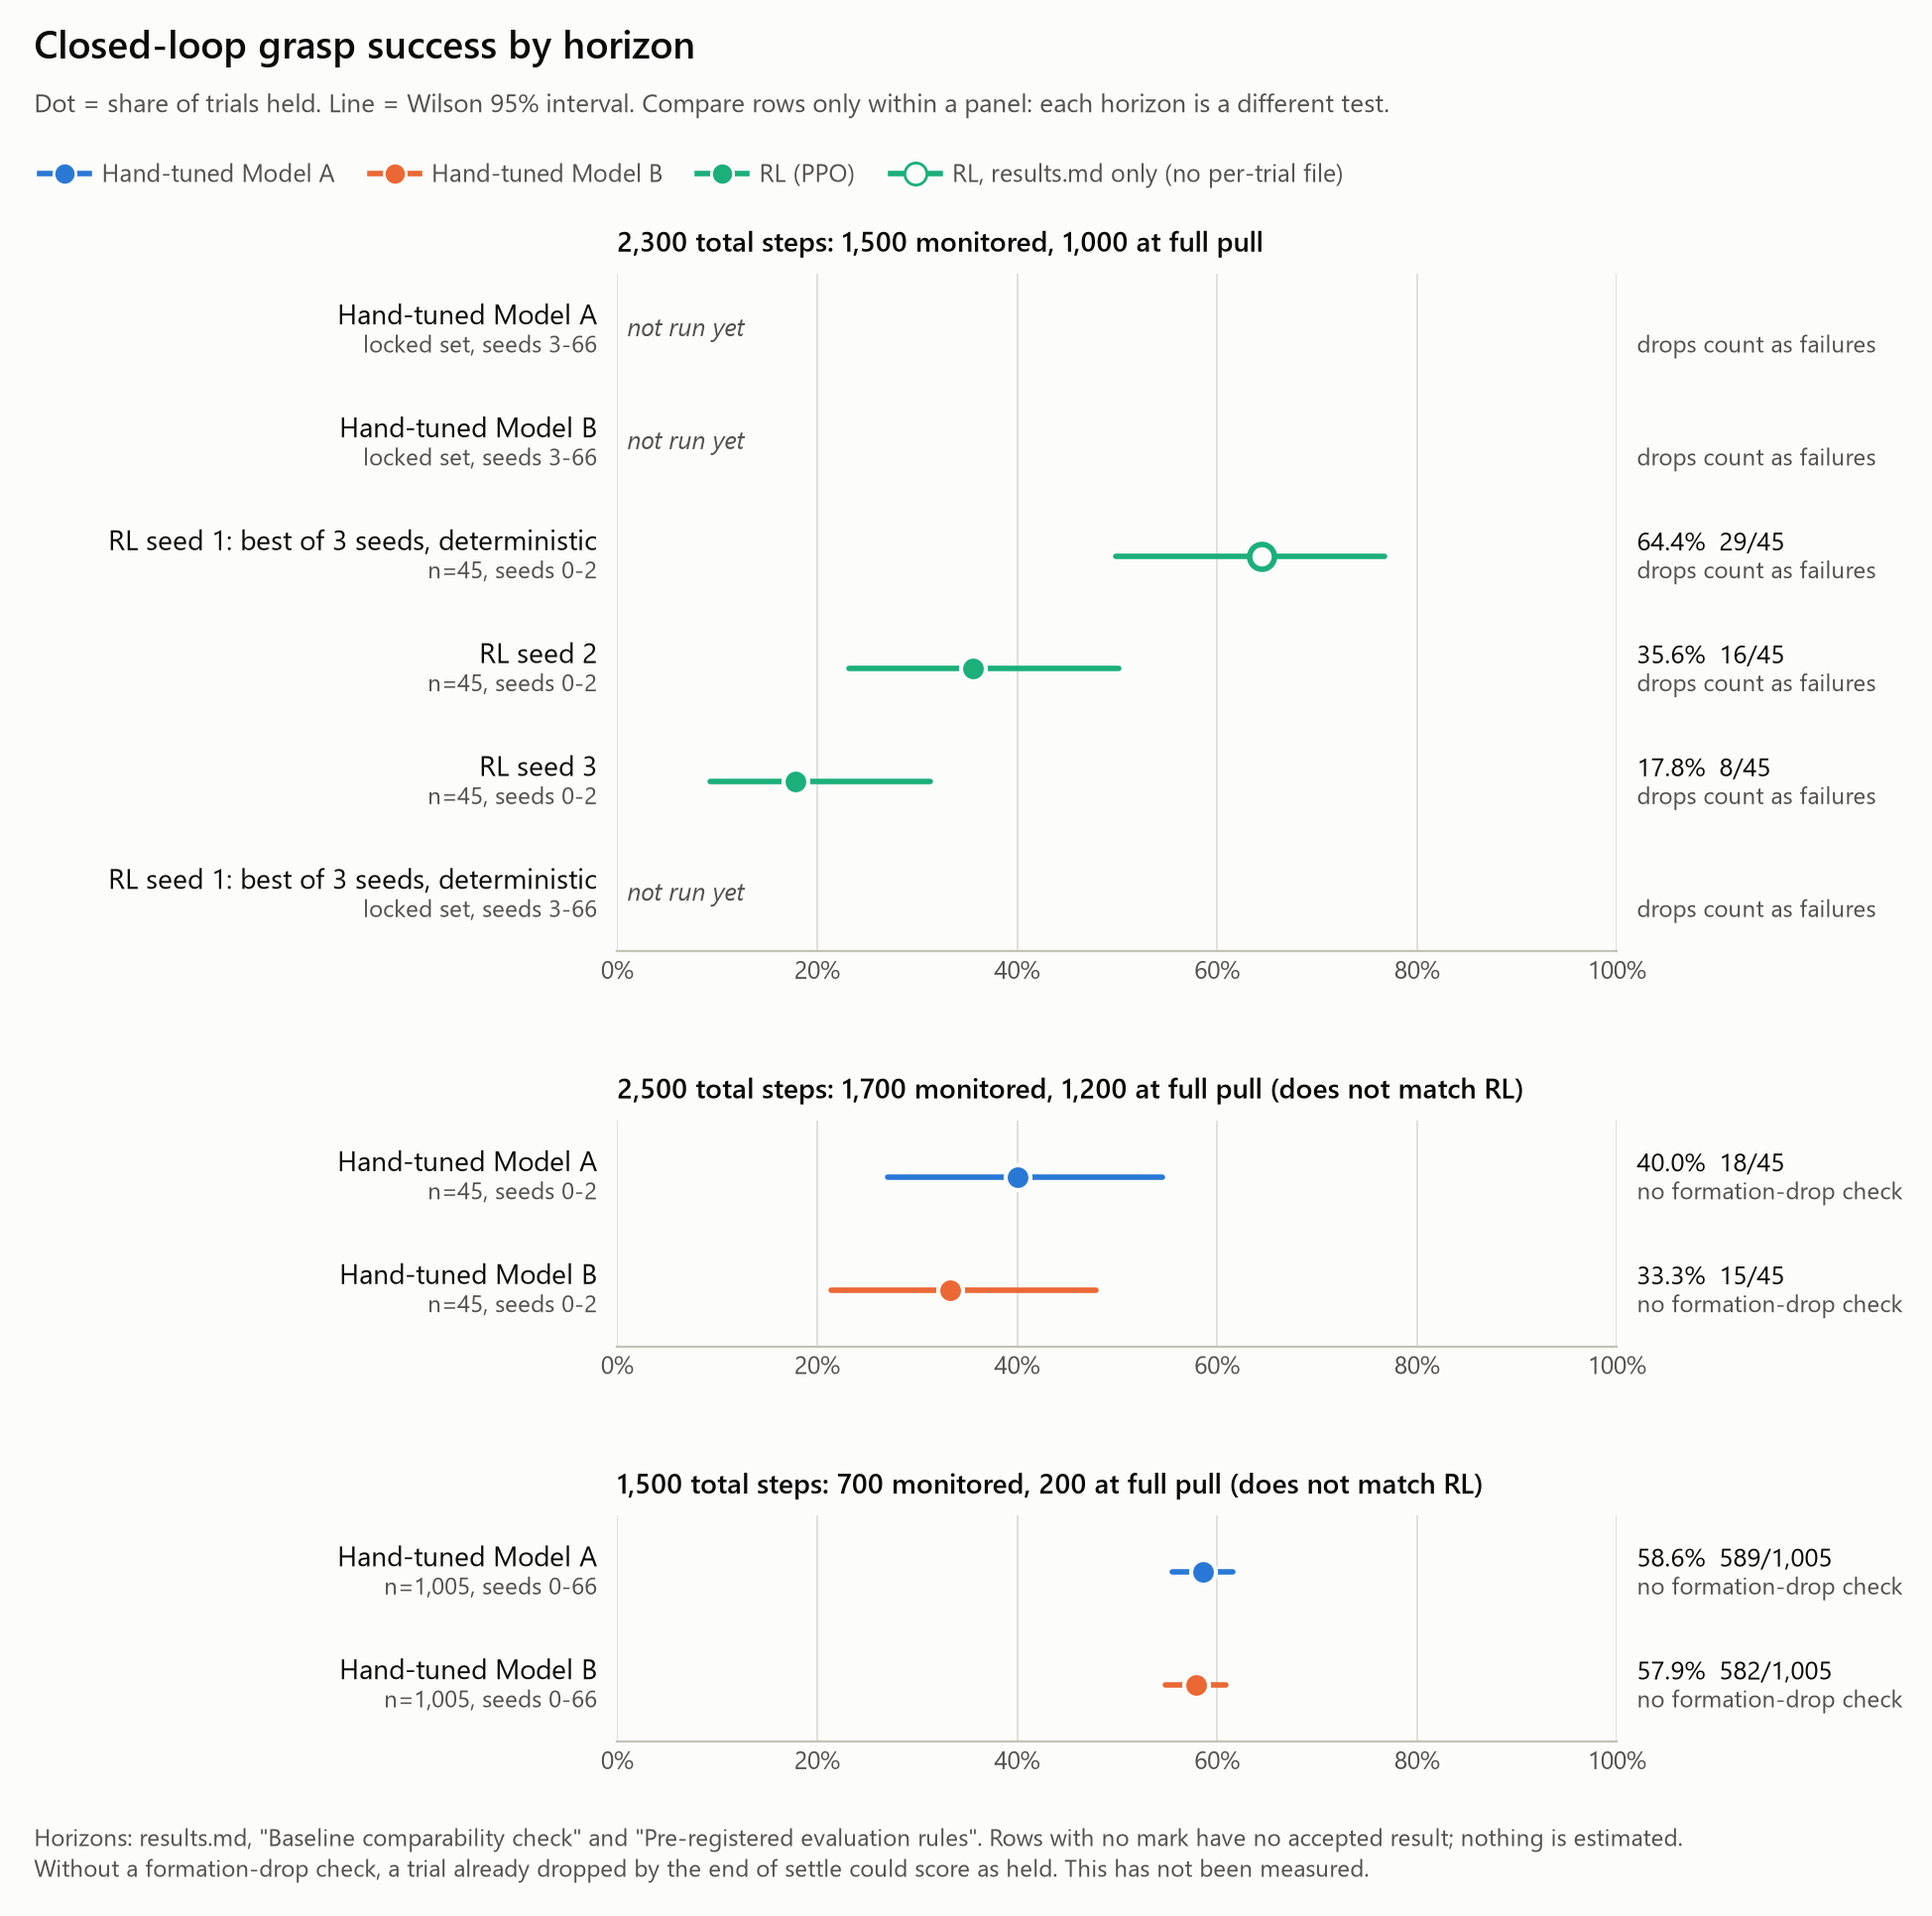 Closed-loop grasp success by horizon
Dot = share of trials held. Line = Wilson 95% interval. Compare rows only within a panel: each horizon is a different test.
Hand-tuned Model A Hand-tuned Model B RL (PPO) RL, results.md only (no per-trial file)
2,300 total steps: 1,500 monitored, 1,000 at full pull
Hand-tuned Model A
locked set, seeds 3-66
not run yet
drops count as failures
Hand-tuned Model B
locked set, seeds 3-66
not run yet
drops count as failures
RL seed 1: best of 3 seeds, deterministic
n=45, seeds 0-2
64.4% 29/45
drops count as failures
RL seed 2
n=45, seeds 0-2
35.6% 16/45
drops count as failures
RL seed 3
n=45, seeds 0-2
17.8% 8/45
drops count as failures
RL seed 1: best of 3 seeds, deterministic
locked set, seeds 3-66
not run yet
drops count as failures
0% 20% 40% 60% 80% 100%
2,500 total steps: 1,700 monitored, 1,200 at full pull (does not match RL)
Hand-tuned Model A
n=45, seeds 0-2
40.0% 18/45
no formation-drop check
Hand-tuned Model B
n=45, seeds 0-2
33.3% 15/45
no formation-drop check
0% 20% 40% 60% 80% 100%
1,500 total steps: 700 monitored, 200 at full pull (does not match RL)
Hand-tuned Model A
n=1,005, seeds 0-66
58.6% 589/1,005
no formation-drop check
Hand-tuned Model B
n=1,005, seeds 0-66
57.9% 582/1,005
no formation-drop check
0% 20% 40% 60% 80% 100%
Horizons: results.md, "Baseline comparability check" and "Pre-registered evaluation rules". Rows with no mark have no accepted result; nothing is estimated.
Without a formation-drop check, a trial already dropped by the end of settle could score as held. This has not been measured.